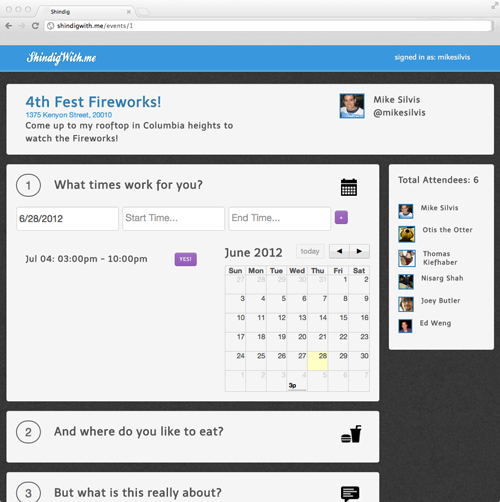 Shindig
shindigwith.me/events/1
ShindigWith.me
signed in as: mikesilvis
4th Fest Fireworks!
1375 Kenyon Street, 20010
Come up to my rooftop in Columbia heights to
watch the Fireworks!
Mike Silvis
@mikesilvis
1
What times work for you?
6/28/2012
Start Time...
End Time...
+
Jul 04: 03:00pm - 10:00pm
YES!
June 2012
today
Sun Mon Tue Wed Thu Fri Sat
27 28 29 30 31 1 2
3 4 5 6 7 8 9
10 11 12 13 14 15 16
17 18 19 20 21 22 23
24 25 26 27 28 29 30
1 2 3 4 5 6 7
3p
Total Attendees: 6
Mike Silvis
Otis the Otter
Thomas
Kiefhaber
Nisarg Shah
Joey Butler
Ed Weng
2
And where do you like to eat?
3
But what is this really about?